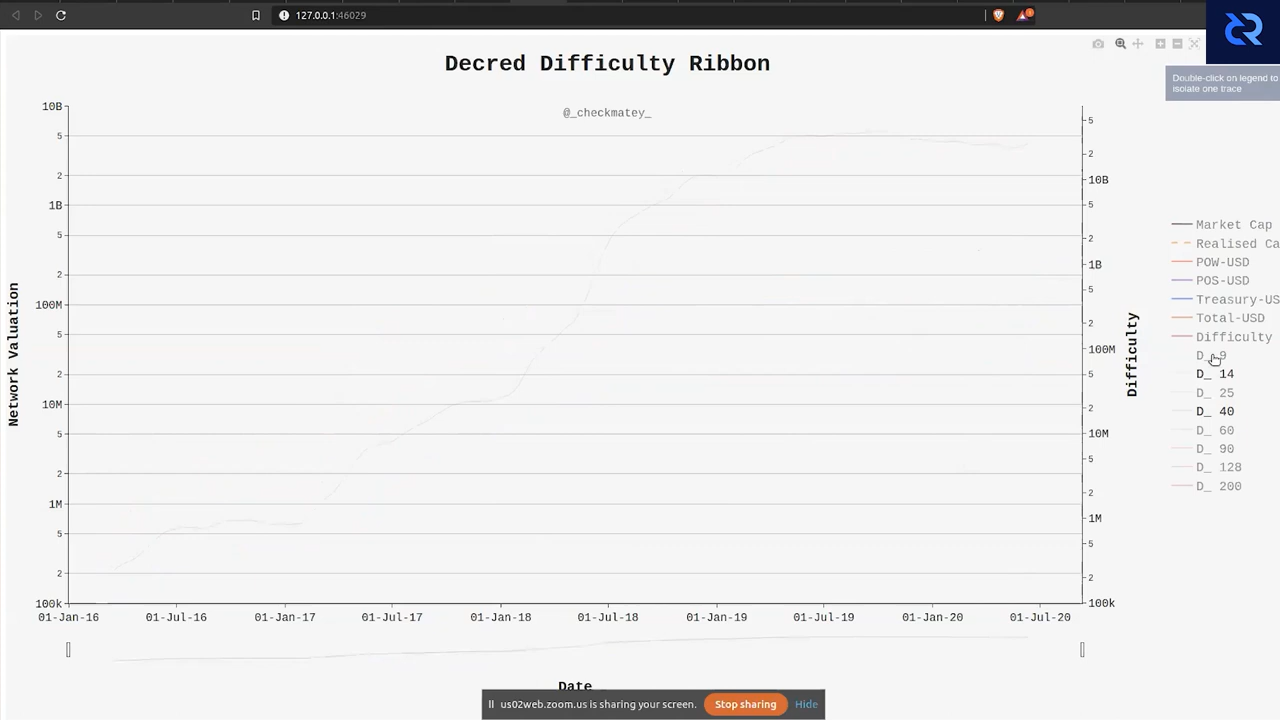 127.0.0.1:46029
Decred Difficulty Ribbon
@_checkmatey_
Double-click on legend to
isolate one trace
Network Valuation
10B
5
2
1B
5
2
100M
5
2
10M
5
2
1M
5
2
100k
5
2
10B
5
2
1B
5
2
100M
5
2
10M
5
2
1M
5
2
100k
Difficulty
Market Cap
Realised Ca
POW-USD
POS-USD
Treasury-US
Total-USD
Difficulty
D_ 9
D_ 14
D_ 25
D_ 40
D_ 60
D_ 90
D_ 128
D_ 200
01-Jan-16 01-Jul-16 01-Jan-17 01-Jul-17 01-Jan-18 01-Jul-18 01-Jan-19 01-Jul-19 01-Jan-20 01-Jul-20
Date
us02web.zoom.us is sharing your screen. Stop sharing Hide